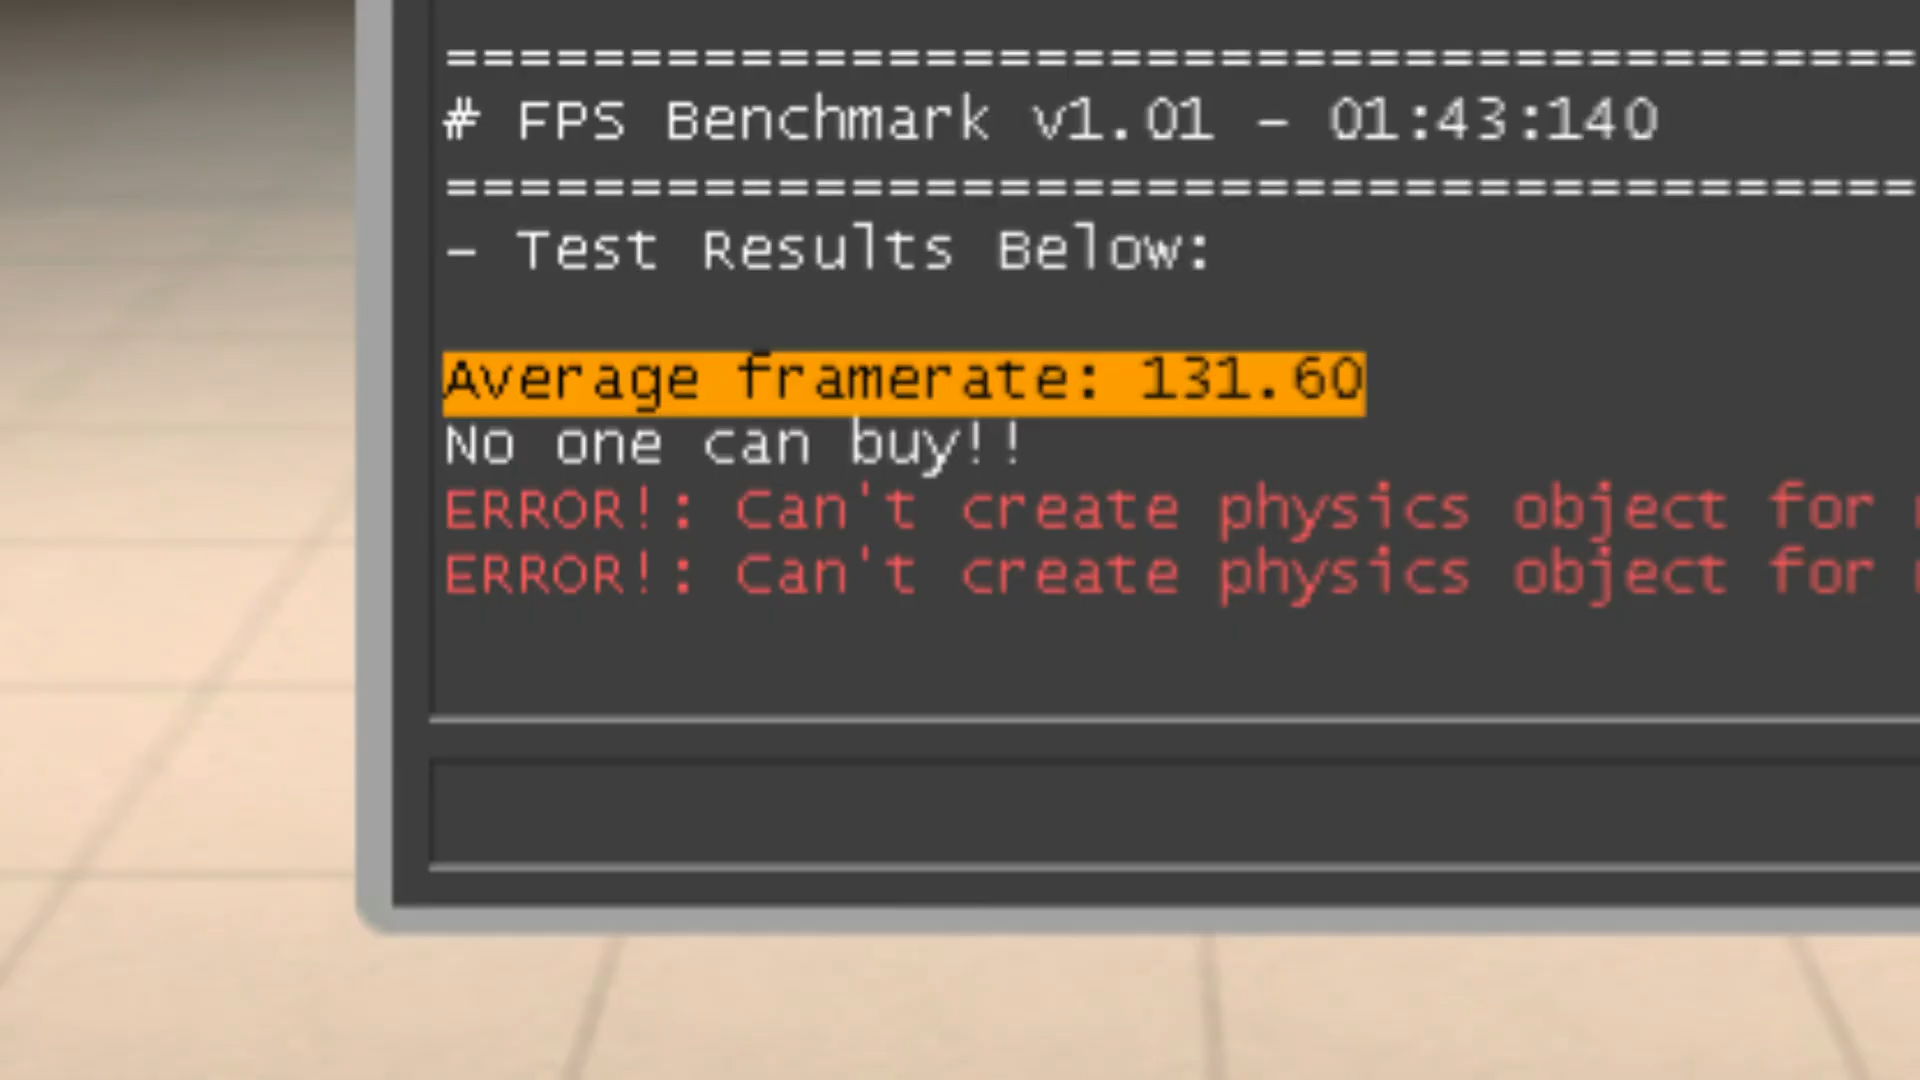 ========================================
# FPS Benchmark v1.01 - 01:43:140
========================================
- Test Results Below:
Average framerate: 131.60
No one can buy!!
ERROR!: Can't create physics object for
ERROR!: Can't create physics object for